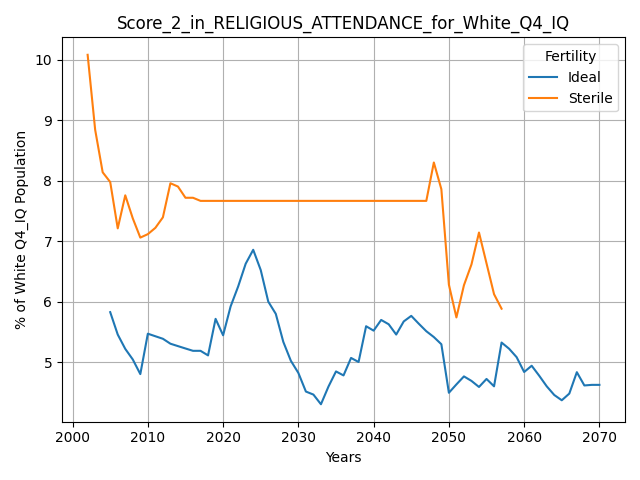 Score_2_in_RELIGIOUS_ATTENDANCE_for_White_Q4_IQ
Fertility
Ideal
Sterile
% of White Q4_IQ Population
10
9
8
7
6
5
2000 2010 2020 2030 2040 2050 2060 2070
Years